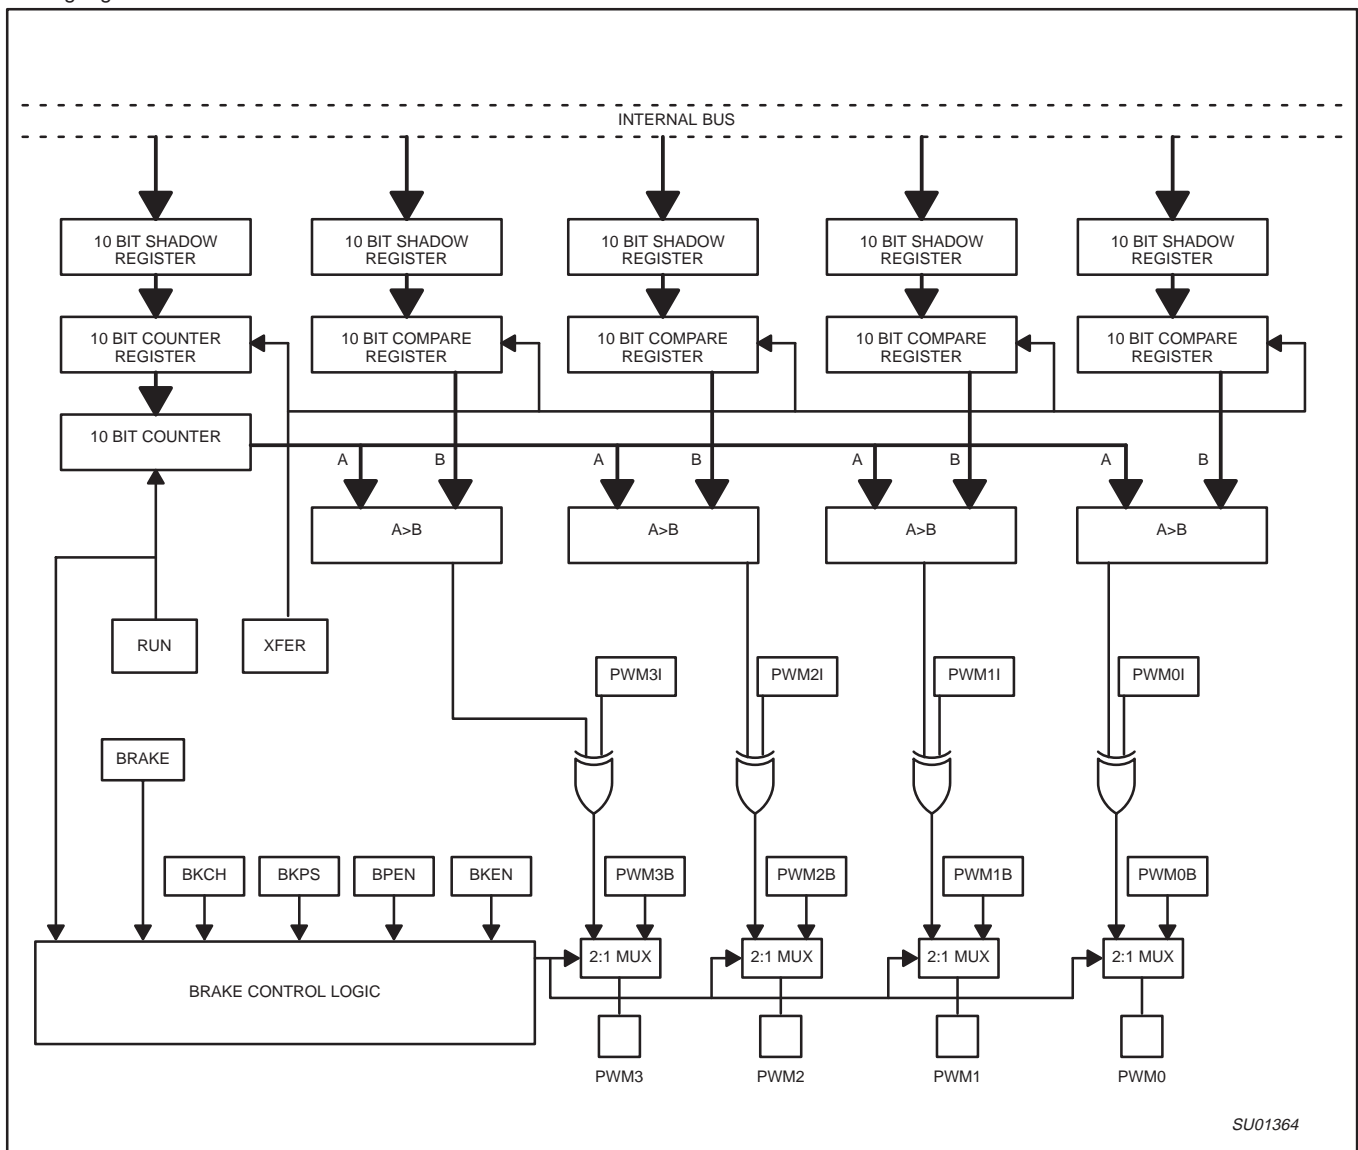 INTERNAL BUS
10 BIT SHADOW
REGISTER
10 BIT SHADOW
REGISTER
10 BIT SHADOW
REGISTER
10 BIT SHADOW
REGISTER
10 BIT SHADOW
REGISTER
10 BIT COUNTER
REGISTER
10 BIT COMPARE
REGISTER
10 BIT COMPARE
REGISTER
10 BIT COMPARE
REGISTER
10 BIT COMPARE
REGISTER
10 BIT COUNTER
A
B
A
B
A
B
A
B
A>B
A>B
A>B
A>B
RUN
XFER
PWM3I
PWM2I
PWM1I
PWM0I
BRAKE
BKCH
BKPS
BPEN
BKEN
PWM3B
PWM2B
PWM1B
PWM0B
2:1 MUX
2:1 MUX
2:1 MUX
2:1 MUX
BRAKE CONTROL LOGIC
PWM3
PWM2
PWM1
PWM0
SU01364